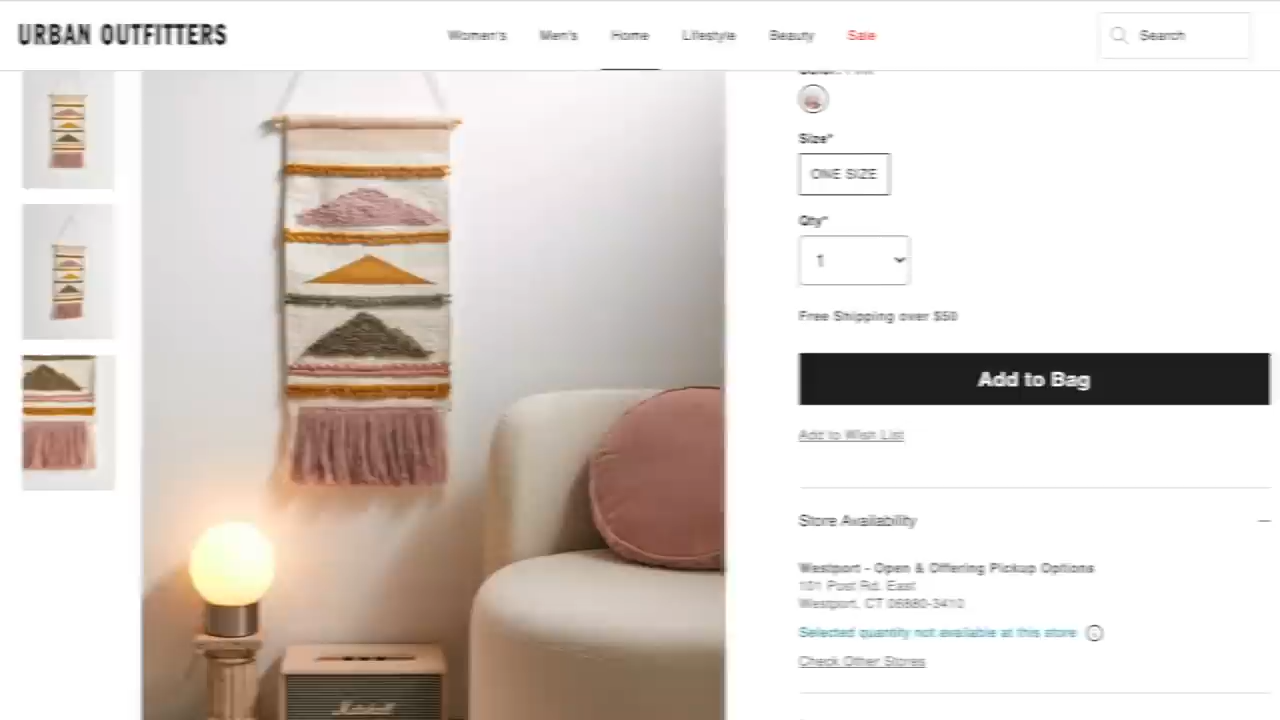 URBAN OUTFITTERS
Women's
Men's
Home
Lifestyle
Beauty
Sale
Search
Size*
ONE SIZE
Qty*
1
Free Shipping over $50
Add to Bag
Add to Wish List
Store Availability
Westport - Open & Offering Pickup Options
101 Post Rd. East
Westport, CT 06880-3410
Selected quantity not available at this store
Check Other Stores
Marshall